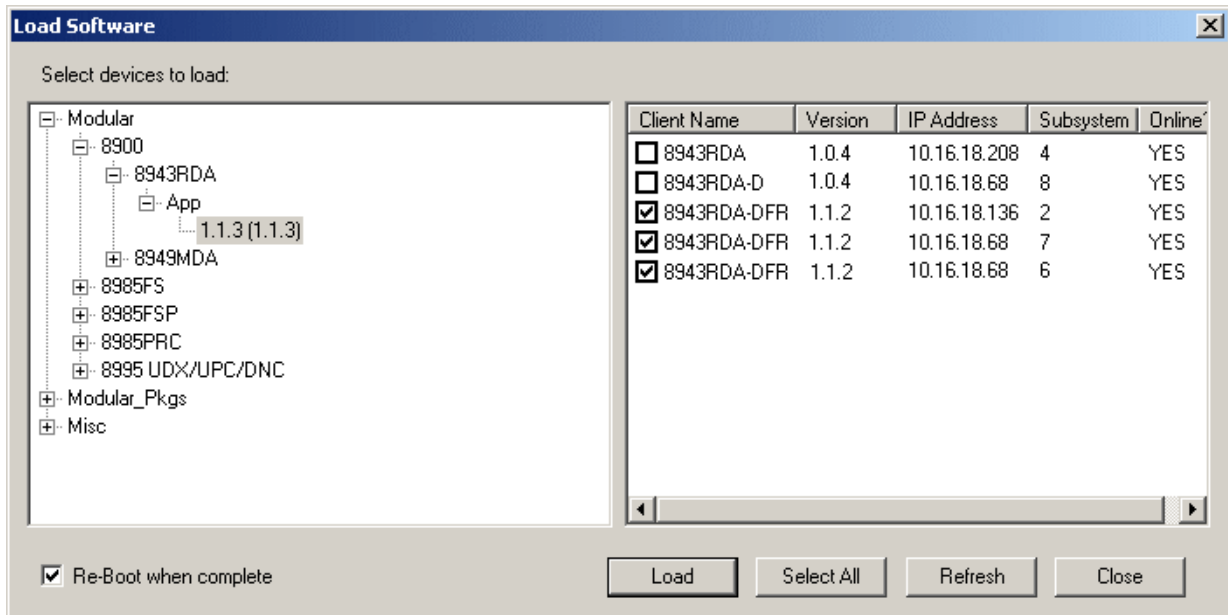 Load Software
Select devices to load:
Modular
8900
8943RDA
App
1.1.3 (1.1.3)
8949MDA
8985FS
8985FSP
8985PRC
8995 UDX/UPC/DNC
Modular_Pkgs
Misc
Client Name Version IP Address Subsystem Online?
8943RDA 1.0.4 10.16.18.208 4 YES
8943RDA-D 1.0.4 10.16.18.68 8 YES
8943RDA-DFR 1.1.2 10.16.18.136 2 YES
8943RDA-DFR 1.1.2 10.16.18.68 7 YES
8943RDA-DFR 1.1.2 10.16.18.68 6 YES
Re-Boot when complete
Load Select All Refresh Close